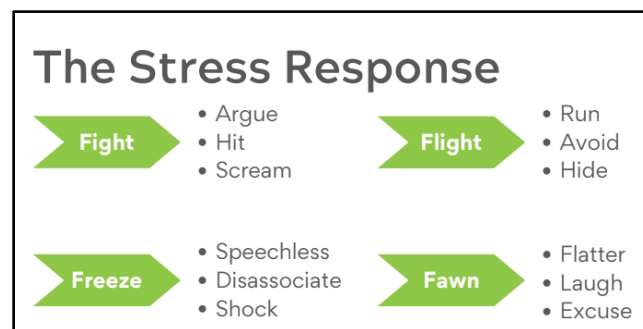 The Stress Response
Fight
• Argue
• Hit
• Scream
Flight
• Run
• Avoid
• Hide
Freeze
• Speechless
• Disassociate
• Shock
Fawn
• Flatter
• Laugh
• Excuse